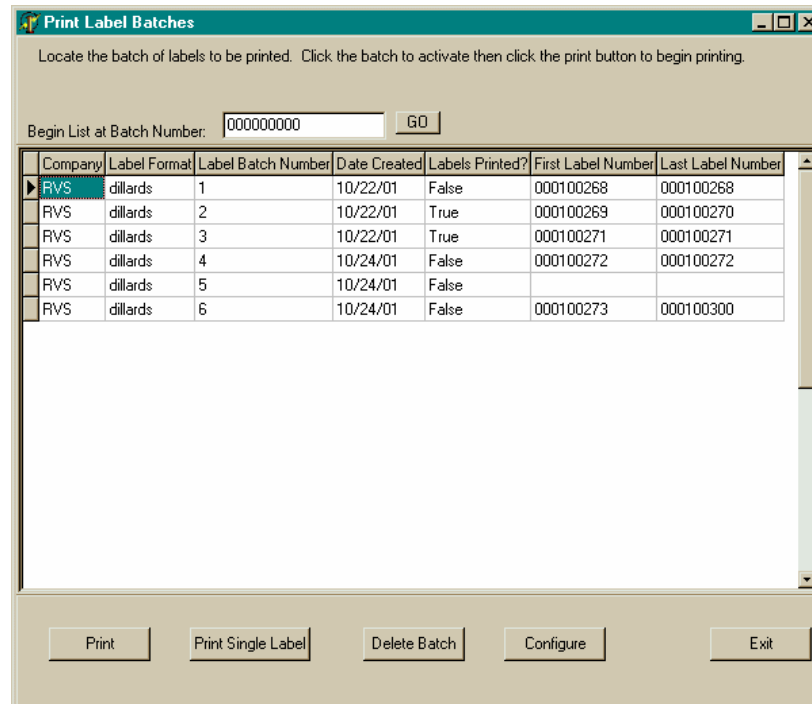 Print Label Batches
Locate the batch of labels to be printed. Click the batch to activate then click the print button to begin printing.
Begin List at Batch Number: 000000000 GO
Company Label Format Label Batch Number Date Created Labels Printed? First Label Number Last Label Number
RVS dillards 1 10/22/01 False 000100268 000100268
RVS dillards 2 10/22/01 True 000100269 000100270
RVS dillards 3 10/22/01 True 000100271 000100271
RVS dillards 4 10/24/01 False 000100272 000100272
RVS dillards 5 10/24/01 False
RVS dillards 6 10/24/01 False 000100273 000100300
Print Print Single Label Delete Batch Configure Exit